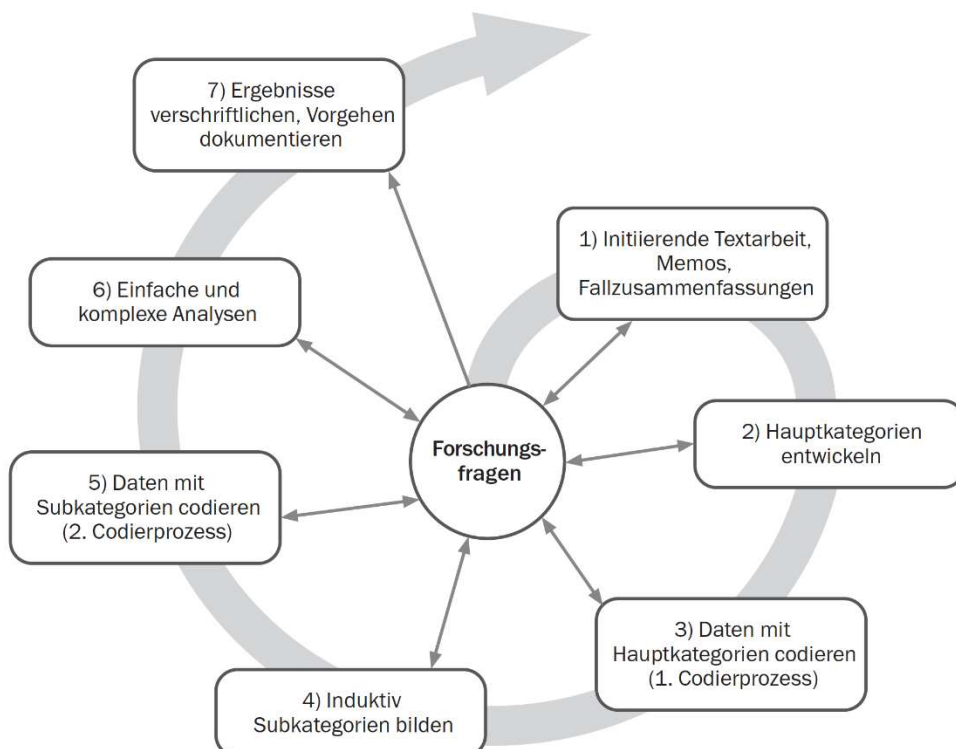 7) Ergebnisse
verschriftlichen, Vorgehen
dokumentieren
1) Initiierende Textarbeit,
Memos,
Fallzusammenfassungen
6) Einfache und
komplexe Analysen
Forschungs-
fragen
2) Hauptkategorien
entwickeln
5) Daten mit
Subkategorien codieren
(2. Codierprozess)
3) Daten mit
Hauptkategorien codieren
(1. Codierprozess)
4) Induktiv
Subkategorien bilden